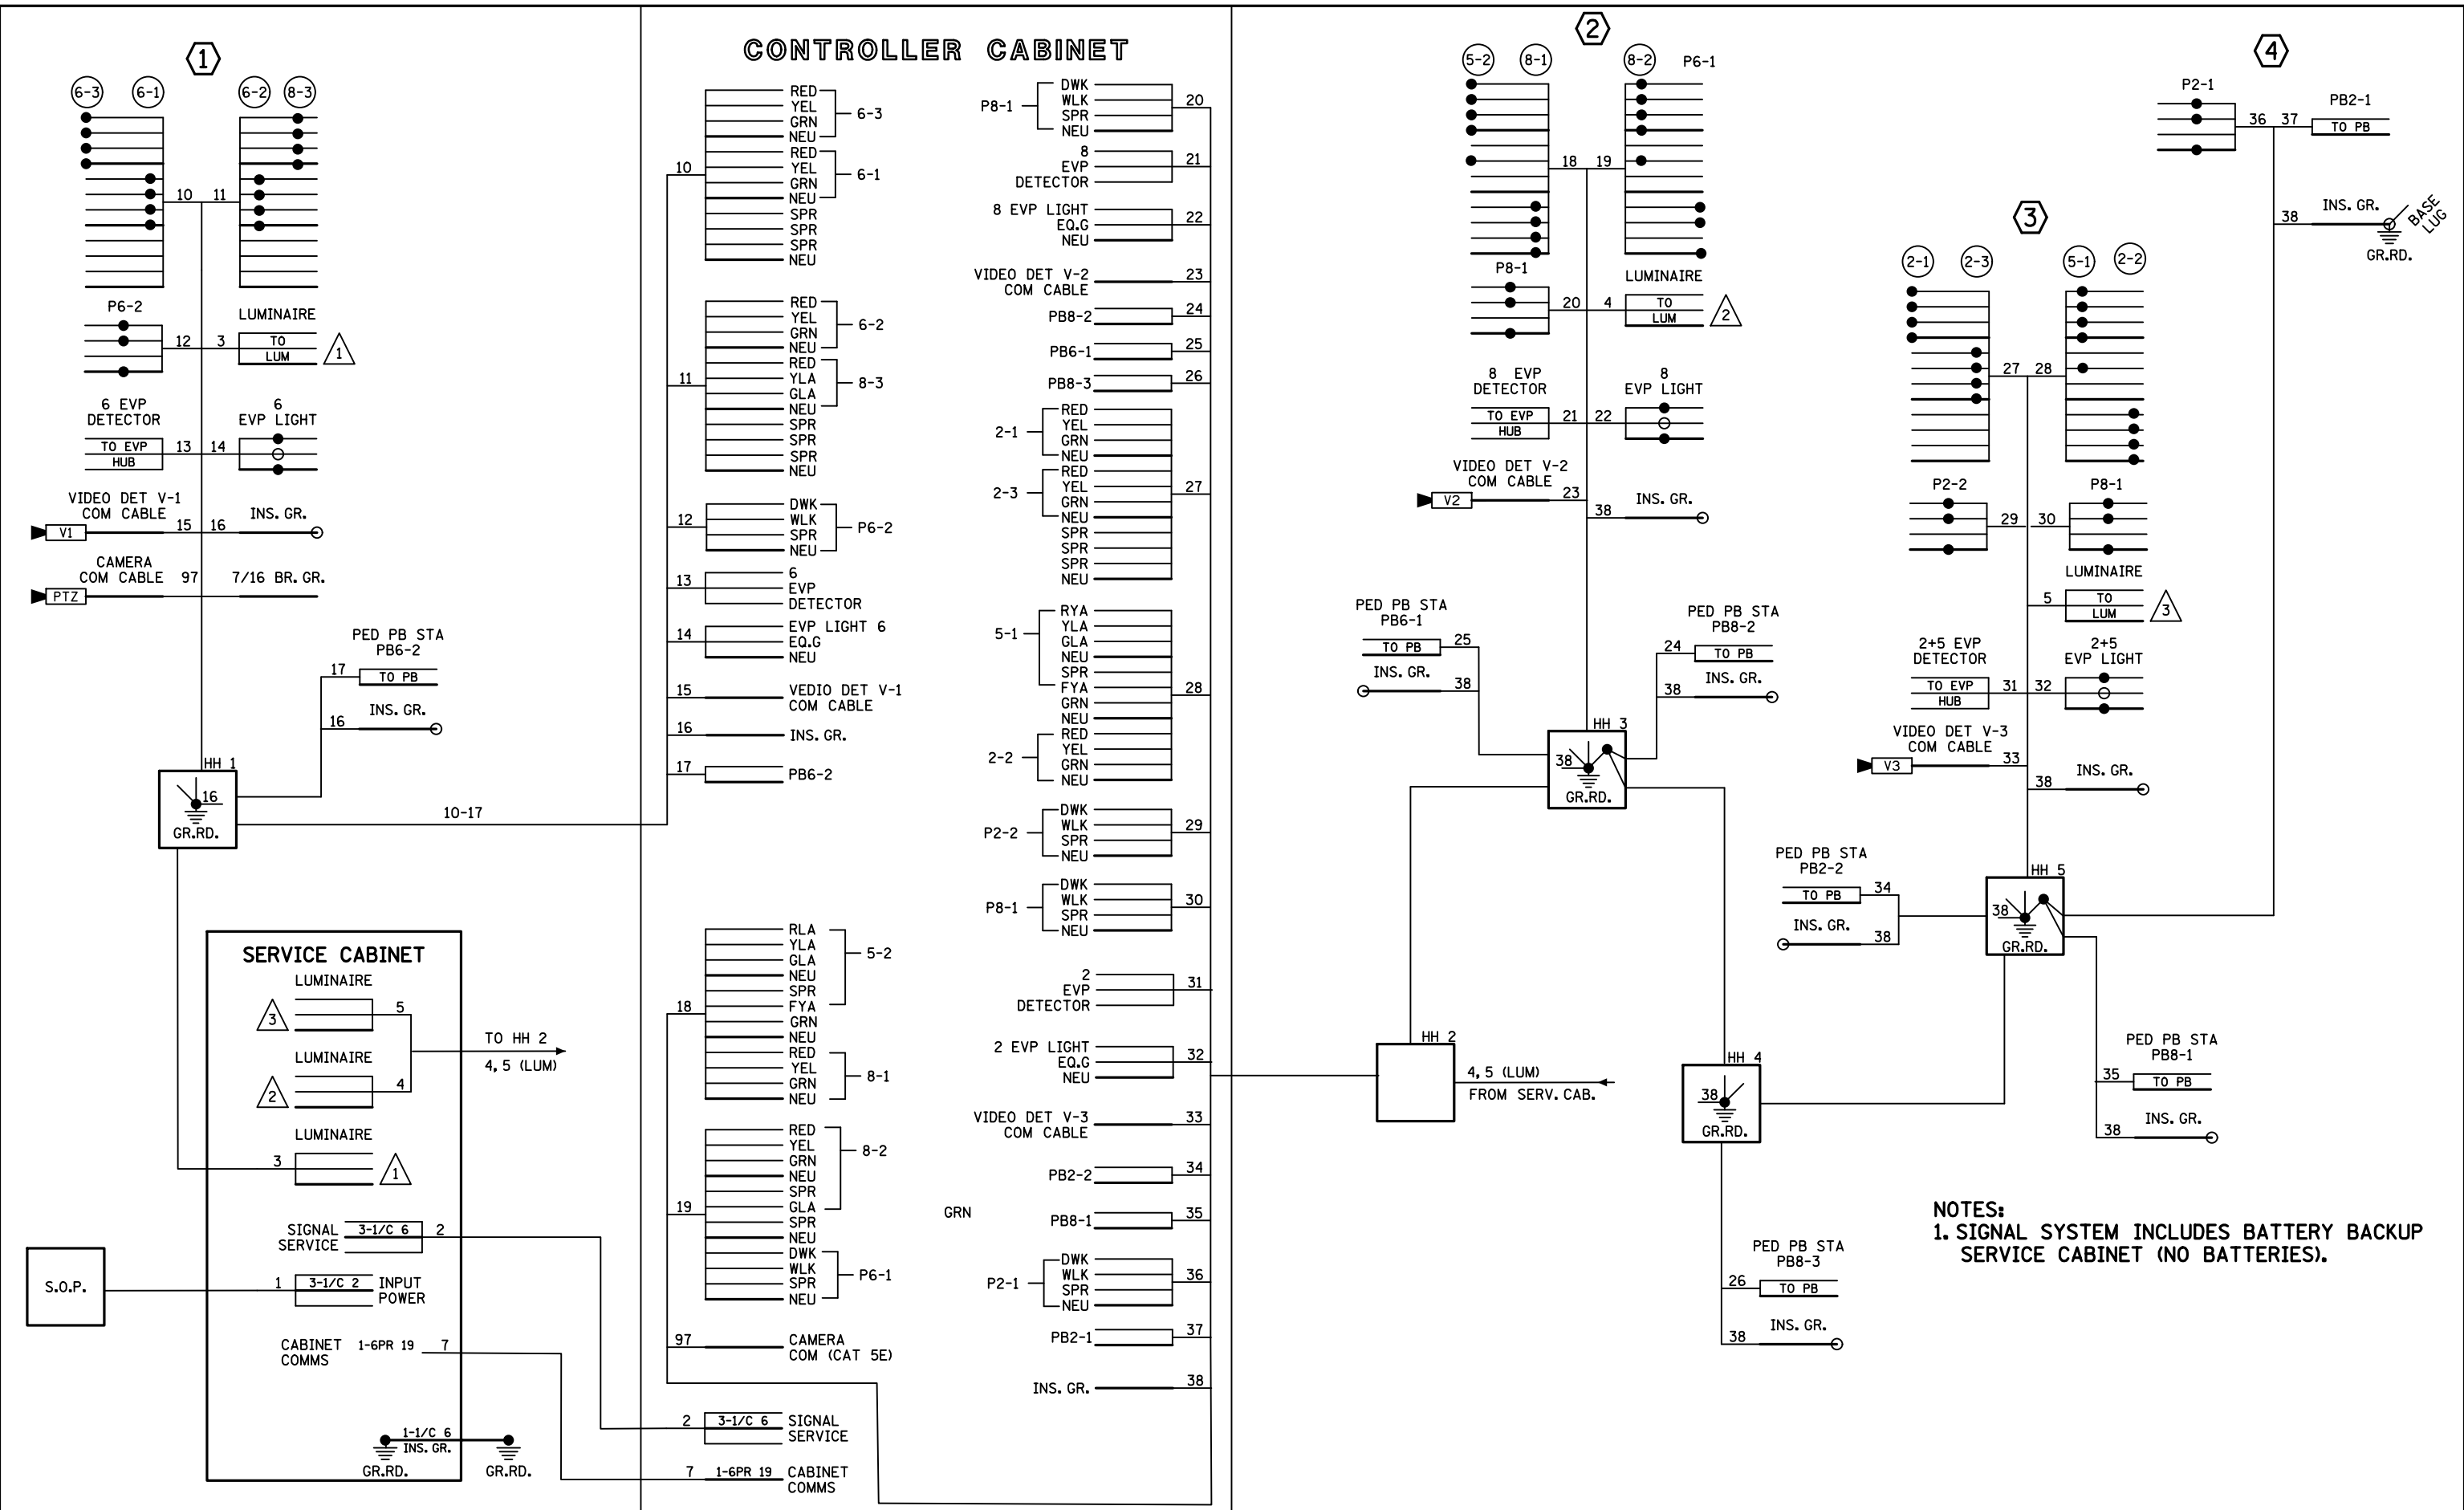 1
6-3 6-1 6-2 8-3
10 11
P6-2
LUMINAIRE
12 3 TO
LUM
1
6 EVP
DETECTOR
6
EVP LIGHT
TO EVP
HUB
13 14
VIDEO DET V-1
COM CABLE
V1
15 16
INS. GR.
CAMERA
COM CABLE
PTZ
97
7/16 BR. GR.
PED PB STA
PB6-2
17
TO PB
INS. GR.
16
HH 1
16
GR.RD.
10-17
SERVICE CABINET
LUMINAIRE
3
5
LUMINAIRE
2
4
TO HH 2
4, 5 (LUM)
LUMINAIRE
3
1
SIGNAL
SERVICE
3-1/C 6
2
S.O.P.
1
3-1/C 2
INPUT
POWER
CABINET
COMMS
1-6PR 19
7
1-1/C 6
INS. GR.
GR.RD.
GR.RD.
CONTROLLER CABINET
10
RED
YEL
GRN
NEU
6-3
RED
YEL
GRN
NEU
6-1
SPR
SPR
SPR
NEU
11
RED
YEL
GRN
NEU
6-2
RED
YLA
GLA
NEU
8-3
SPR
SPR
SPR
NEU
12
DWK
WLK
SPR
NEU
P6-2
13
6
EVP
DETECTOR
14
EVP LIGHT 6
EQ.G
NEU
15
VEDIO DET V-1
COM CABLE
16
INS. GR.
17
PB6-2
18
RLA
YLA
GLA
NEU
SPR
FYA
5-2
GRN
NEU
RED
YEL
GRN
NEU
8-1
19
RED
YEL
GRN
NEU
SPR
GLA
8-2
SPR
NEU
DWK
WLK
SPR
NEU
P6-1
97
CAMERA
COM (CAT 5E)
2
3-1/C 6
SIGNAL
SERVICE
7
1-6PR 19
CABINET
COMMS
P8-1
DWK
WLK
SPR
NEU
20
8
EVP
DETECTOR
21
8 EVP LIGHT
EQ.G
NEU
22
VIDEO DET V-2
COM CABLE
23
PB8-2
24
PB6-1
25
PB8-3
26
2-1
RED
YEL
GRN
NEU
2-3
RED
YEL
GRN
NEU
SPR
SPR
SPR
NEU
27
5-1
RYA
YLA
GLA
NEU
SPR
FYA
GRN
NEU
28
2-2
RED
YEL
GRN
NEU
P2-2
DWK
WLK
SPR
NEU
29
P8-1
DWK
WLK
SPR
NEU
30
2
EVP
DETECTOR
31
2 EVP LIGHT
EQ.G
NEU
32
VIDEO DET V-3
COM CABLE
33
PB2-2
34
GRN
PB8-1
35
P2-1
DWK
WLK
SPR
NEU
36
PB2-1
37
INS. GR.
38
2
5-2 8-1 8-2 P6-1
18 19
P8-1
LUMINAIRE
20 4 TO
LUM
2
8 EVP
DETECTOR
8
EVP LIGHT
TO EVP
HUB
21 22
VIDEO DET V-2
COM CABLE
V2
23
38
INS. GR.
PED PB STA
PB6-1
TO PB
25
INS. GR.
38
PED PB STA
PB8-2
24
TO PB
INS. GR.
38
HH 3
38
GR.RD.
HH 2
4, 5 (LUM)
FROM SERV. CAB.
HH 4
38
GR.RD.
PED PB STA
PB8-3
26
TO PB
INS. GR.
38
3
2-1 2-3 5-1 2-2
27 28
P2-2
P8-1
29 30
LUMINAIRE
5 TO
LUM
3
2+5 EVP
DETECTOR
2+5
EVP LIGHT
TO EVP
HUB
31 32
VIDEO DET V-3
COM CABLE
V3
33
38
INS. GR.
PED PB STA
PB2-2
TO PB
34
INS. GR.
38
HH 5
38
GR.RD.
PED PB STA
PB8-1
35
TO PB
INS. GR.
38
4
P2-1
PB2-1
36 37
TO PB
INS. GR.
38
BASE
LUG
GR.RD.
NOTES:
1. SIGNAL SYSTEM INCLUDES BATTERY BACKUP
SERVICE CABINET (NO BATTERIES).